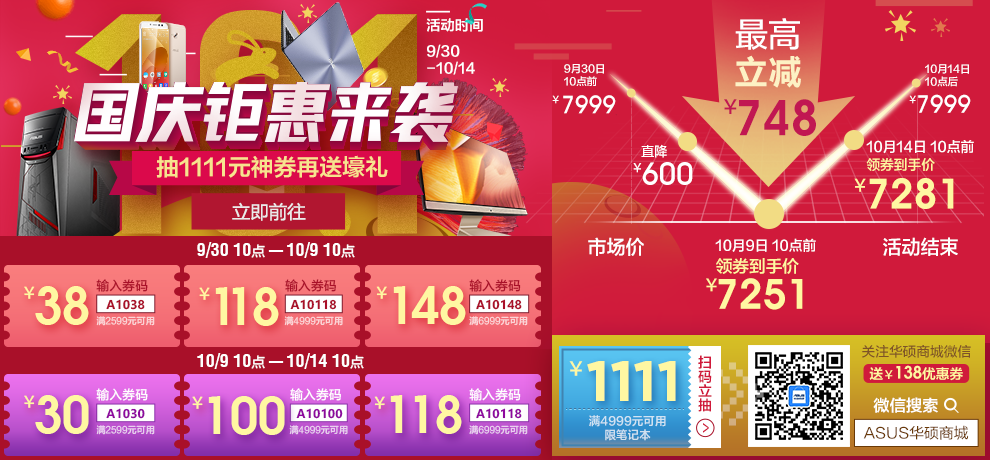 活动时间
9/30
-10/14
国庆钜惠来袭
抽1111元神券再送壕礼
立即前往
9/30 10点 — 10/9 10点
¥38
输入券码
A1038
满2599元可用
¥118
输入券码
A10118
满4999元可用
¥148
输入券码
A10148
满6999元可用
10/9 10点 — 10/14 10点
¥30
输入券码
A1030
满2599元可用
¥100
输入券码
A10100
满4999元可用
¥118
输入券码
A10118
满6999元可用
最高
立减
¥748
9月30日
10点前
¥7999
直降
¥600
10月14日
10点后
¥7999
10月14日 10点前
领券到手价
¥7281
市场价
10月9日 10点前
领券到手价
¥7251
活动结束
¥1111
满4999元可用
限笔记本
扫码立抽
关注华硕商城微信
送¥138优惠券
微信搜索
ASUS华硕商城